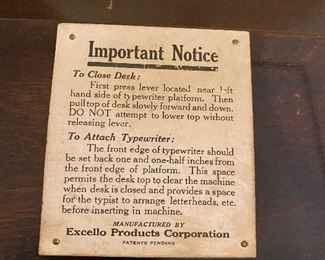 Important Notice
To Close Desk:
First press lever located near left
hand side of typewriter platform. Then
pull top of desk slowly forward and down.
DO NOT attempt to lower top without
releasing lever.
To Attach Typewriter:
The front edge of typewriter should
be set back one and one-half inches from
the front edge of platform. This space
permits the desk top to clear the machine
when desk is closed and provides a space
for the typist to arrange letterheads, etc.
before inserting in machine.
MANUFACTURED BY
Excello Products Corporation
PATENTS PENDING